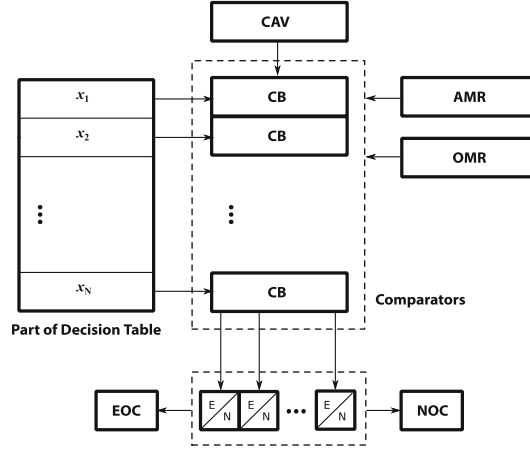 CAV
x1
CB
AMR
x2
CB
OMR
xN
CB
Comparators
Part of Decision Table
EOC
E
N
E
N
E
N
NOC